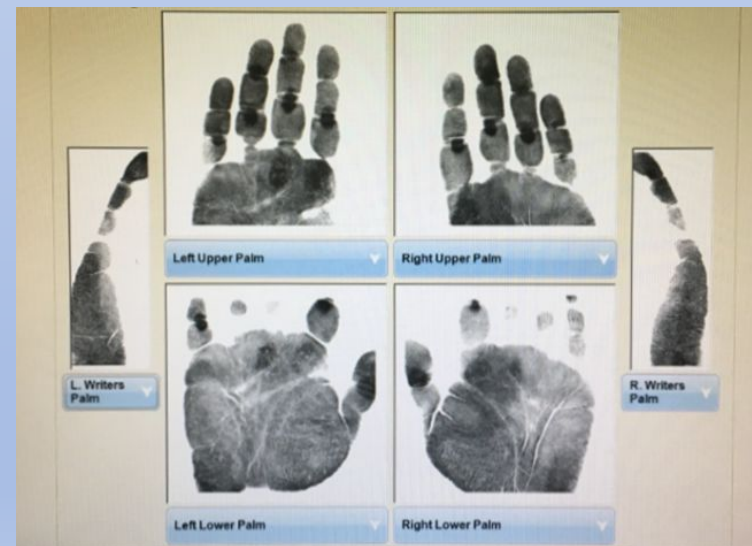 Left Upper Palm
Right Upper Palm
L. Writers
Palm
R. Writers
Palm
Left Lower Palm
Right Lower Palm